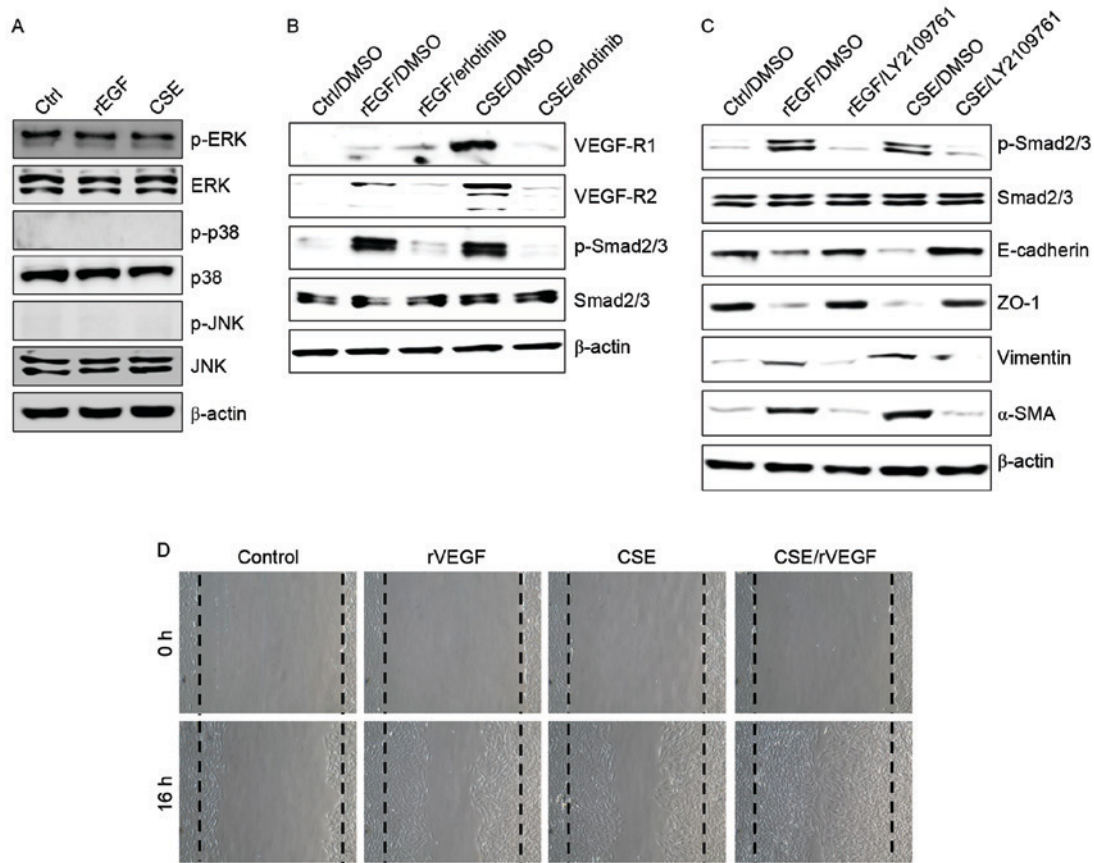 A
Ctrl
rEGF
CSE
p-ERK
ERK
p-p38
p38
p-JNK
JNK
β-actin
B
Ctrl/DMSO
rEGF/DMSO
rEGF/erlotinib
CSE/DMSO
CSE/erlotinib
VEGF-R1
VEGF-R2
p-Smad2/3
Smad2/3
β-actin
C
Ctrl/DMSO
rEGF/DMSO
rEGF/LY2109761
CSE/DMSO
CSE/LY2109761
p-Smad2/3
Smad2/3
E-cadherin
ZO-1
Vimentin
α-SMA
β-actin
D
Control
rVEGF
CSE
CSE/rVEGF
0 h
16 h